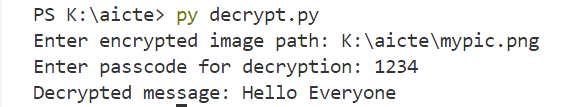 PS K:\aicte> py decrypt.py
Enter encrypted image path: K:\aicte\mypic.png
Enter passcode for decryption: 1234
Decrypted message: Hello Everyone